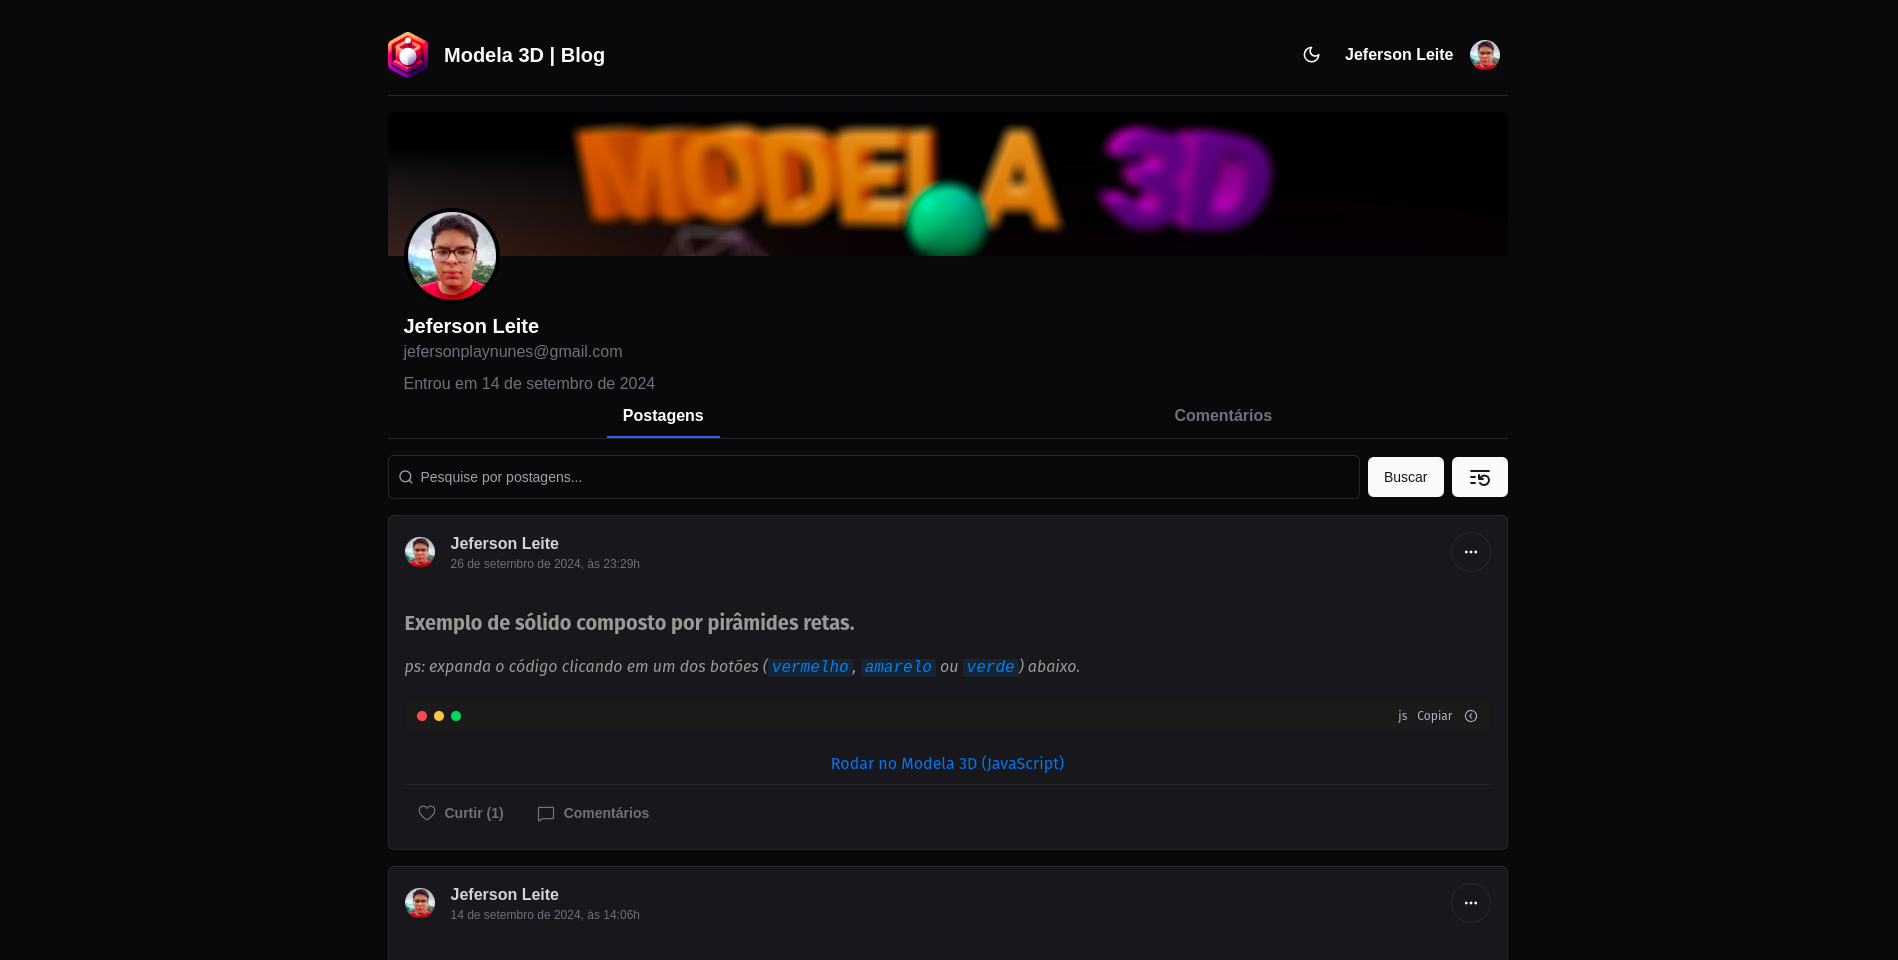 Modela 3D | Blog
Jeferson Leite
MODELA 3D
Jeferson Leite
jefersonplaynunes@gmail.com
Entrou em 14 de setembro de 2024
Postagens
Comentários
Pesquise por postagens...
Buscar
Jeferson Leite
26 de setembro de 2024, às 23:29h
Exemplo de sólido composto por pirâmides retas.
ps: expanda o código clicando em um dos botões (vermelho, amarelo ou verde) abaixo.
js Copiar
Rodar no Modela 3D (JavaScript)
Curtir (1)
Comentários
Jeferson Leite
14 de setembro de 2024, às 14:06h